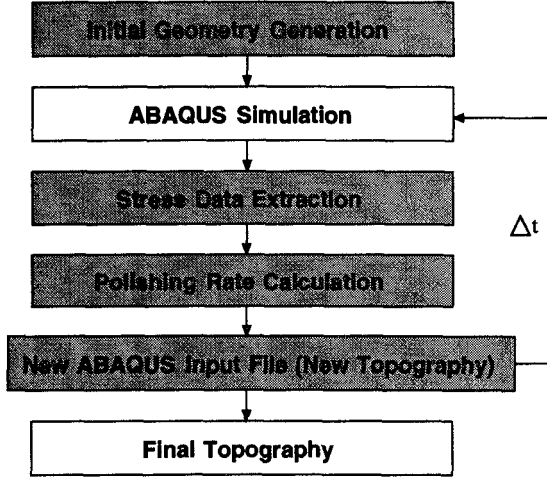 Initial Geometry Generation
ABAQUS Simulation
Stress Data Extraction
Δt
Polishing Rate Calculation
New ABAQUS Input File (New Topography)
Final Topography